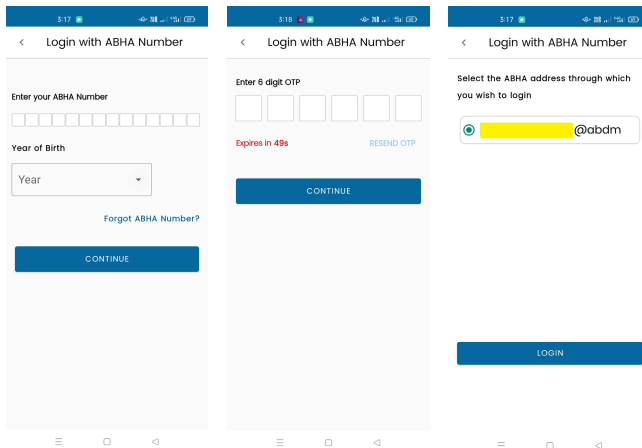 3:17
Login with ABHA Number
Enter your ABHA Number
Year of Birth
Year
Forgot ABHA Number?
CONTINUE
3:18
Login with ABHA Number
Enter 6 digit OTP
Expires in 49s
RESEND OTP
CONTINUE
3:17
Login with ABHA Number
Select the ABHA address through which
you wish to login
@abdm
LOGIN